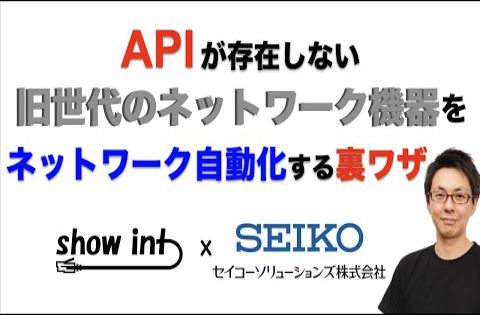 APIが存在しない
旧世代のネットワーク機器を
ネットワーク自動化する裏ワザ
show int x SEIKO
セイコーソリューションズ株式会社